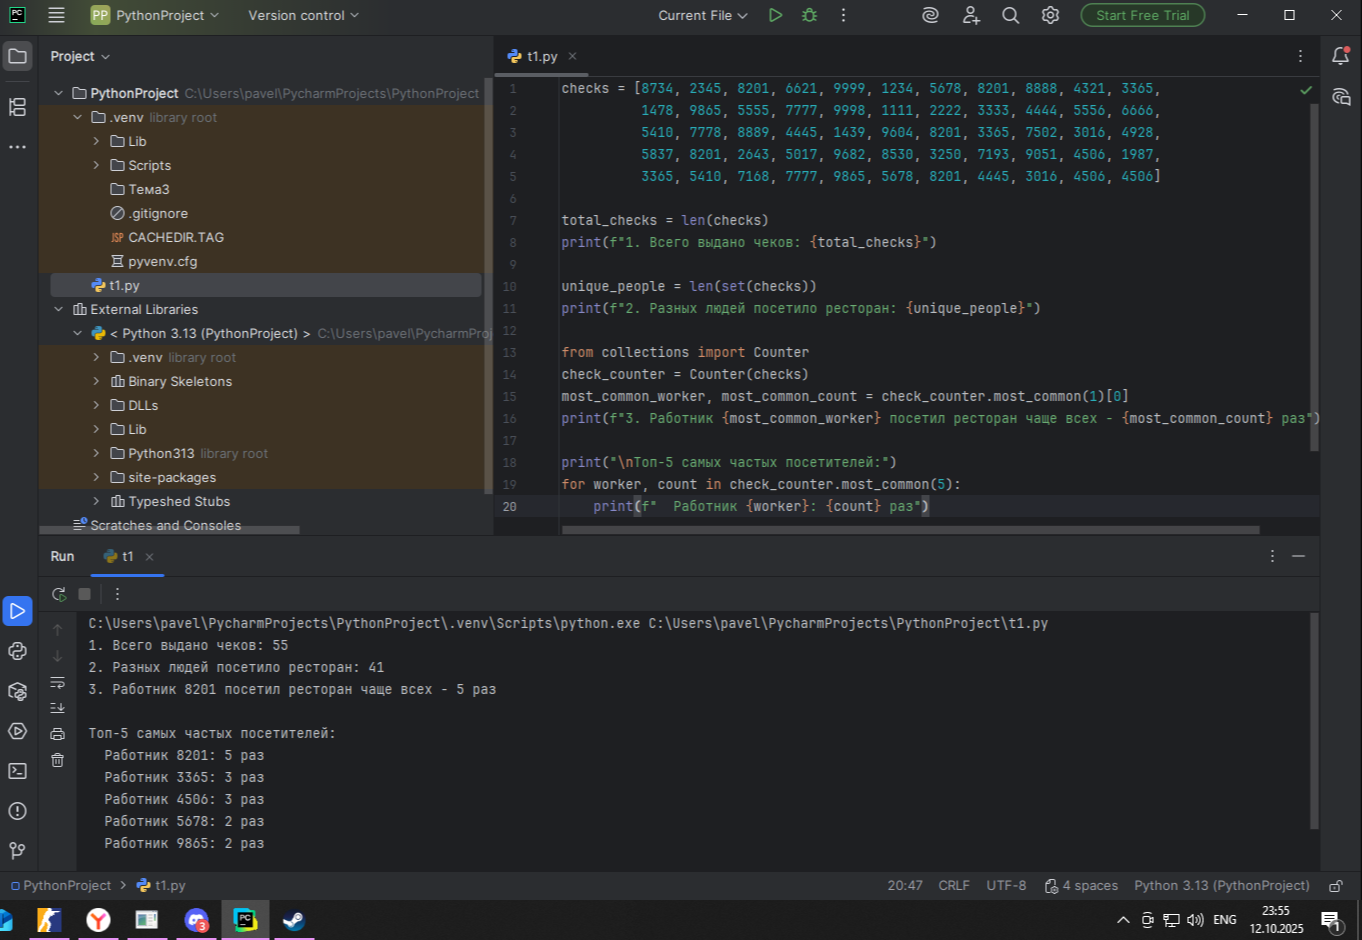 PC
PP PythonProject Version control Current File Start Free Trial
Project
PythonProject C:\Users\pavel\PycharmProjects\PythonProject
.venv library root
Lib
Scripts
Тема3
.gitignore
JSP CACHEDIR.TAG
pyvenv.cfg
t1.py
External Libraries
< Python 3.13 (PythonProject) > C:\Users\pavel\PycharmProj
.venv library root
Binary Skeletons
DLLs
Lib
Python313 library root
site-packages
Typeshed Stubs
Scratches and Consoles
t1.py
1 checks = [8734, 2345, 8201, 6621, 9999, 1234, 5678, 8201, 8888, 4321, 3365,
2 1478, 9865, 5555, 7777, 9998, 1111, 2222, 3333, 4444, 5556, 6666,
3 5410, 7778, 8889, 4445, 1439, 9604, 8201, 3365, 7502, 3016, 4928,
4 5837, 8201, 2643, 5017, 9682, 8530, 3250, 7193, 9051, 4506, 1987,
5 3365, 5410, 7168, 7777, 9865, 5678, 8201, 4445, 3016, 4506, 4506]
6
7 total_checks = len(checks)
8 print(f"1. Всего выдано чеков: {total_checks}")
9
10 unique_people = len(set(checks))
11 print(f"2. Разных людей посетило ресторан: {unique_people}")
12
13 from collections import Counter
14 check_counter = Counter(checks)
15 most_common_worker, most_common_count = check_counter.most_common(1)[0]
16 print(f"3. Работник {most_common_worker} посетил ресторан чаще всех - {most_common_count} раз")
17
18 print("\nТоп-5 самых частых посетителей:")
19 for worker, count in check_counter.most_common(5):
20 print(f"  Работник {worker}: {count} раз")
Run t1
C:\Users\pavel\PycharmProjects\PythonProject\.venv\Scripts\python.exe C:\Users\pavel\PycharmProjects\PythonProject\t1.py
1. Всего выдано чеков: 55
2. Разных людей посетило ресторан: 41
3. Работник 8201 посетил ресторан чаще всех - 5 раз
Топ-5 самых частых посетителей:
Работник 8201: 5 раз
Работник 3365: 3 раз
Работник 4506: 3 раз
Работник 5678: 2 раз
Работник 9865: 2 раз
PythonProject > t1.py 20:47 CRLF UTF-8 4 spaces Python 3.13 (PythonProject)
3 PC ENG 23:55
12.10.2025 1